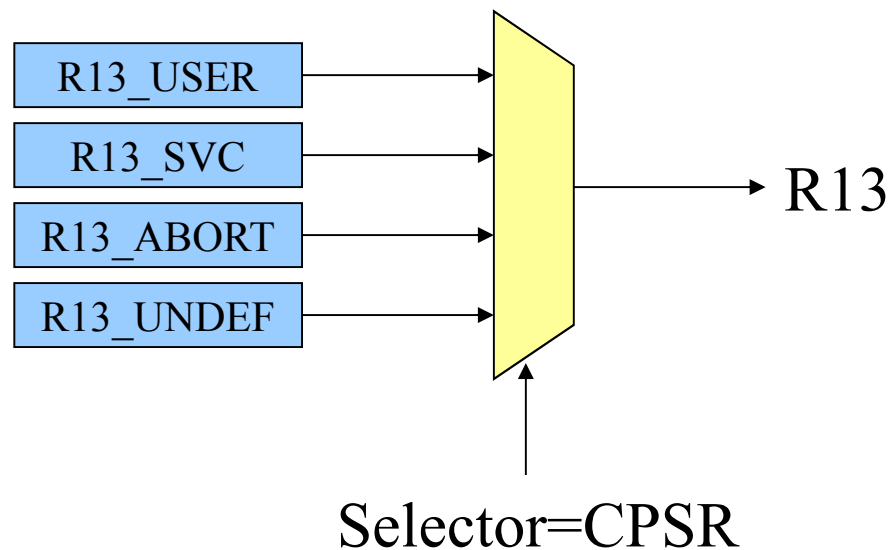 R13_USER
R13_SVC
R13_ABORT
R13_UNDEF
R13
Selector=CPSR